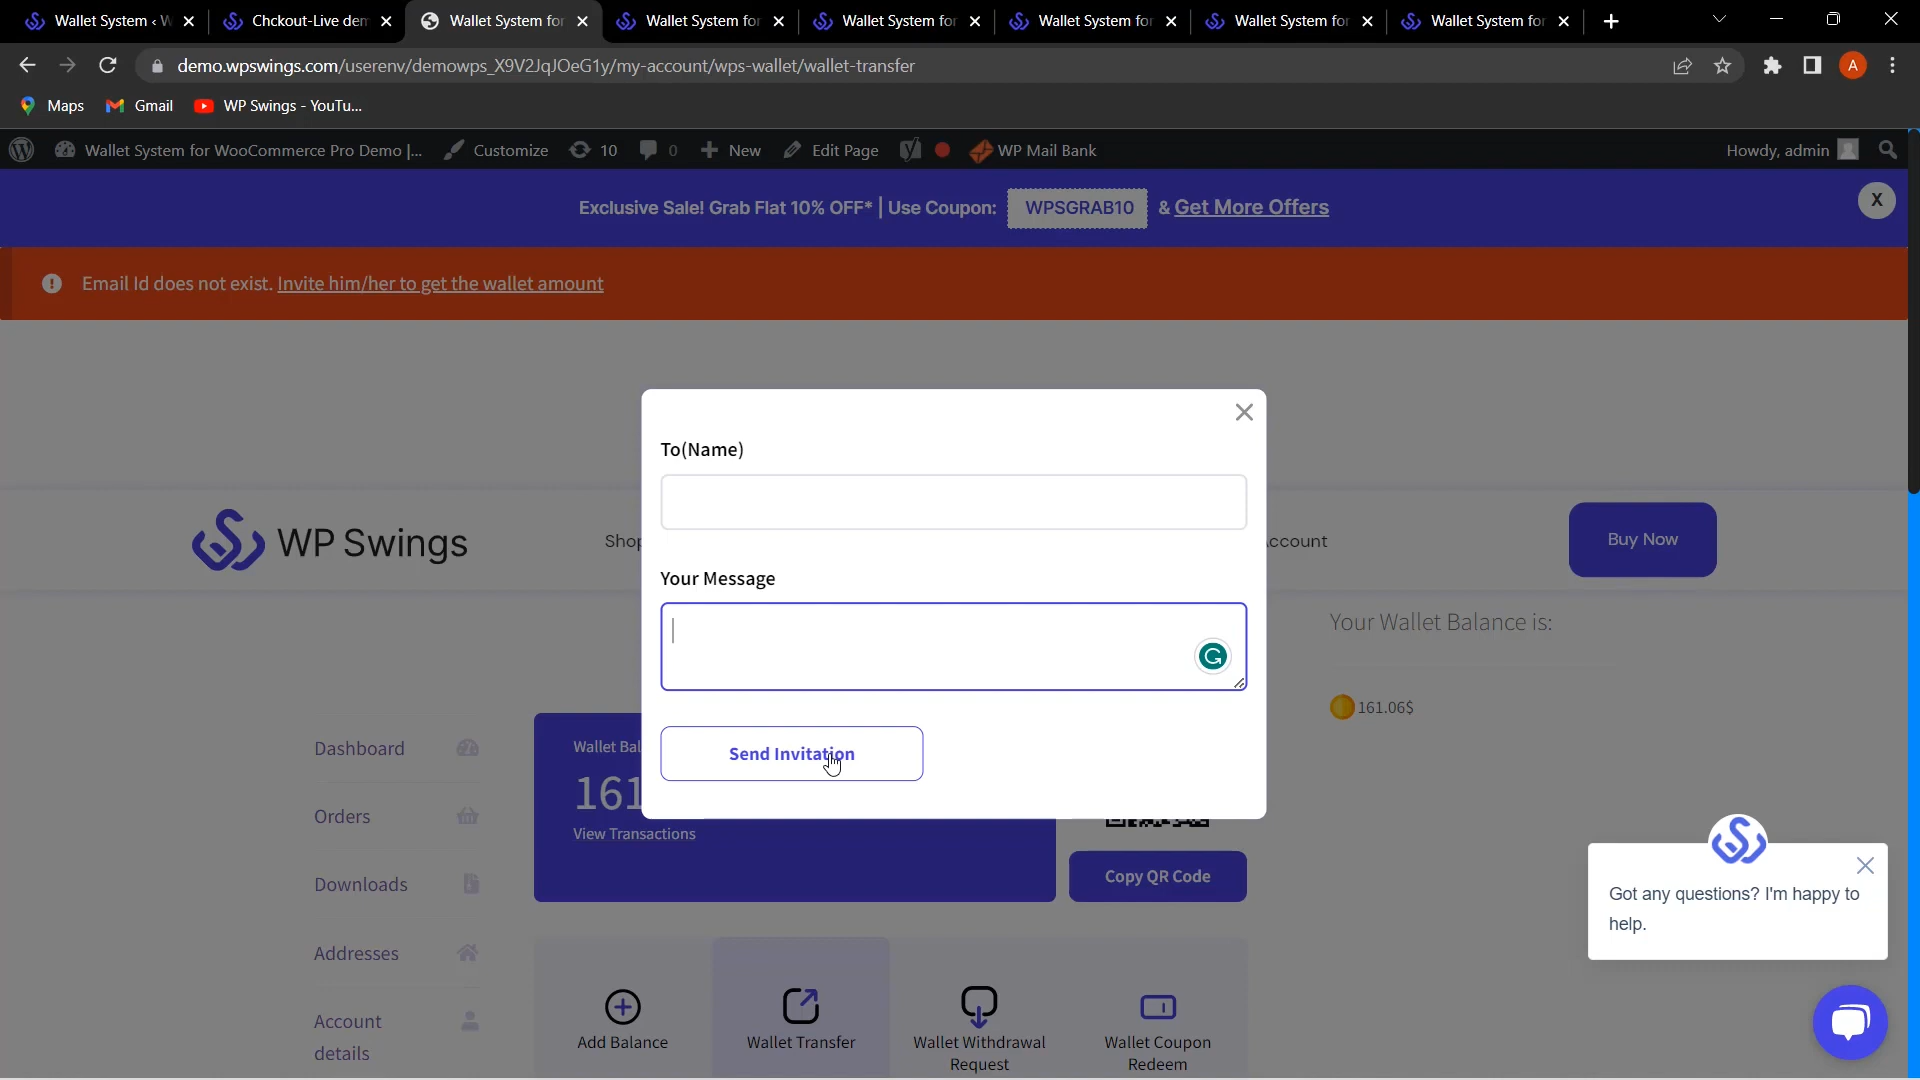 Wallet System ‹ W
Chckout-Live den
Wallet System for
Wallet System for
Wallet System for
Wallet System for
Wallet System for
Wallet System for
demo.wpswings.com/userenv/demowps_X9V2JqJOeG1y/my-account/wps-wallet/wallet-transfer
A
Maps
Gmail
WP Swings - YouTu...
Wallet System for WooCommerce Pro Demo |...
Customize
10
0
New
Edit Page
WP Mail Bank
Howdy, admin
Exclusive Sale! Grab Flat 10% OFF* | Use Coupon: WPSGRAB10 & Get More Offers
X
Email Id does not exist. Invite him/her to get the wallet amount
To(Name)
WP Swings
Shop
Account
Buy Now
Your Message
Your Wallet Balance is:
161.06$
Send Invitation
Dashboard
Orders
Downloads
Addresses
Account
details
Wallet Bal
161
View Transactions
Copy QR Code
Add Balance
Wallet Transfer
Wallet Withdrawal
Request
Wallet Coupon
Redeem
Got any questions? I'm happy to
help.